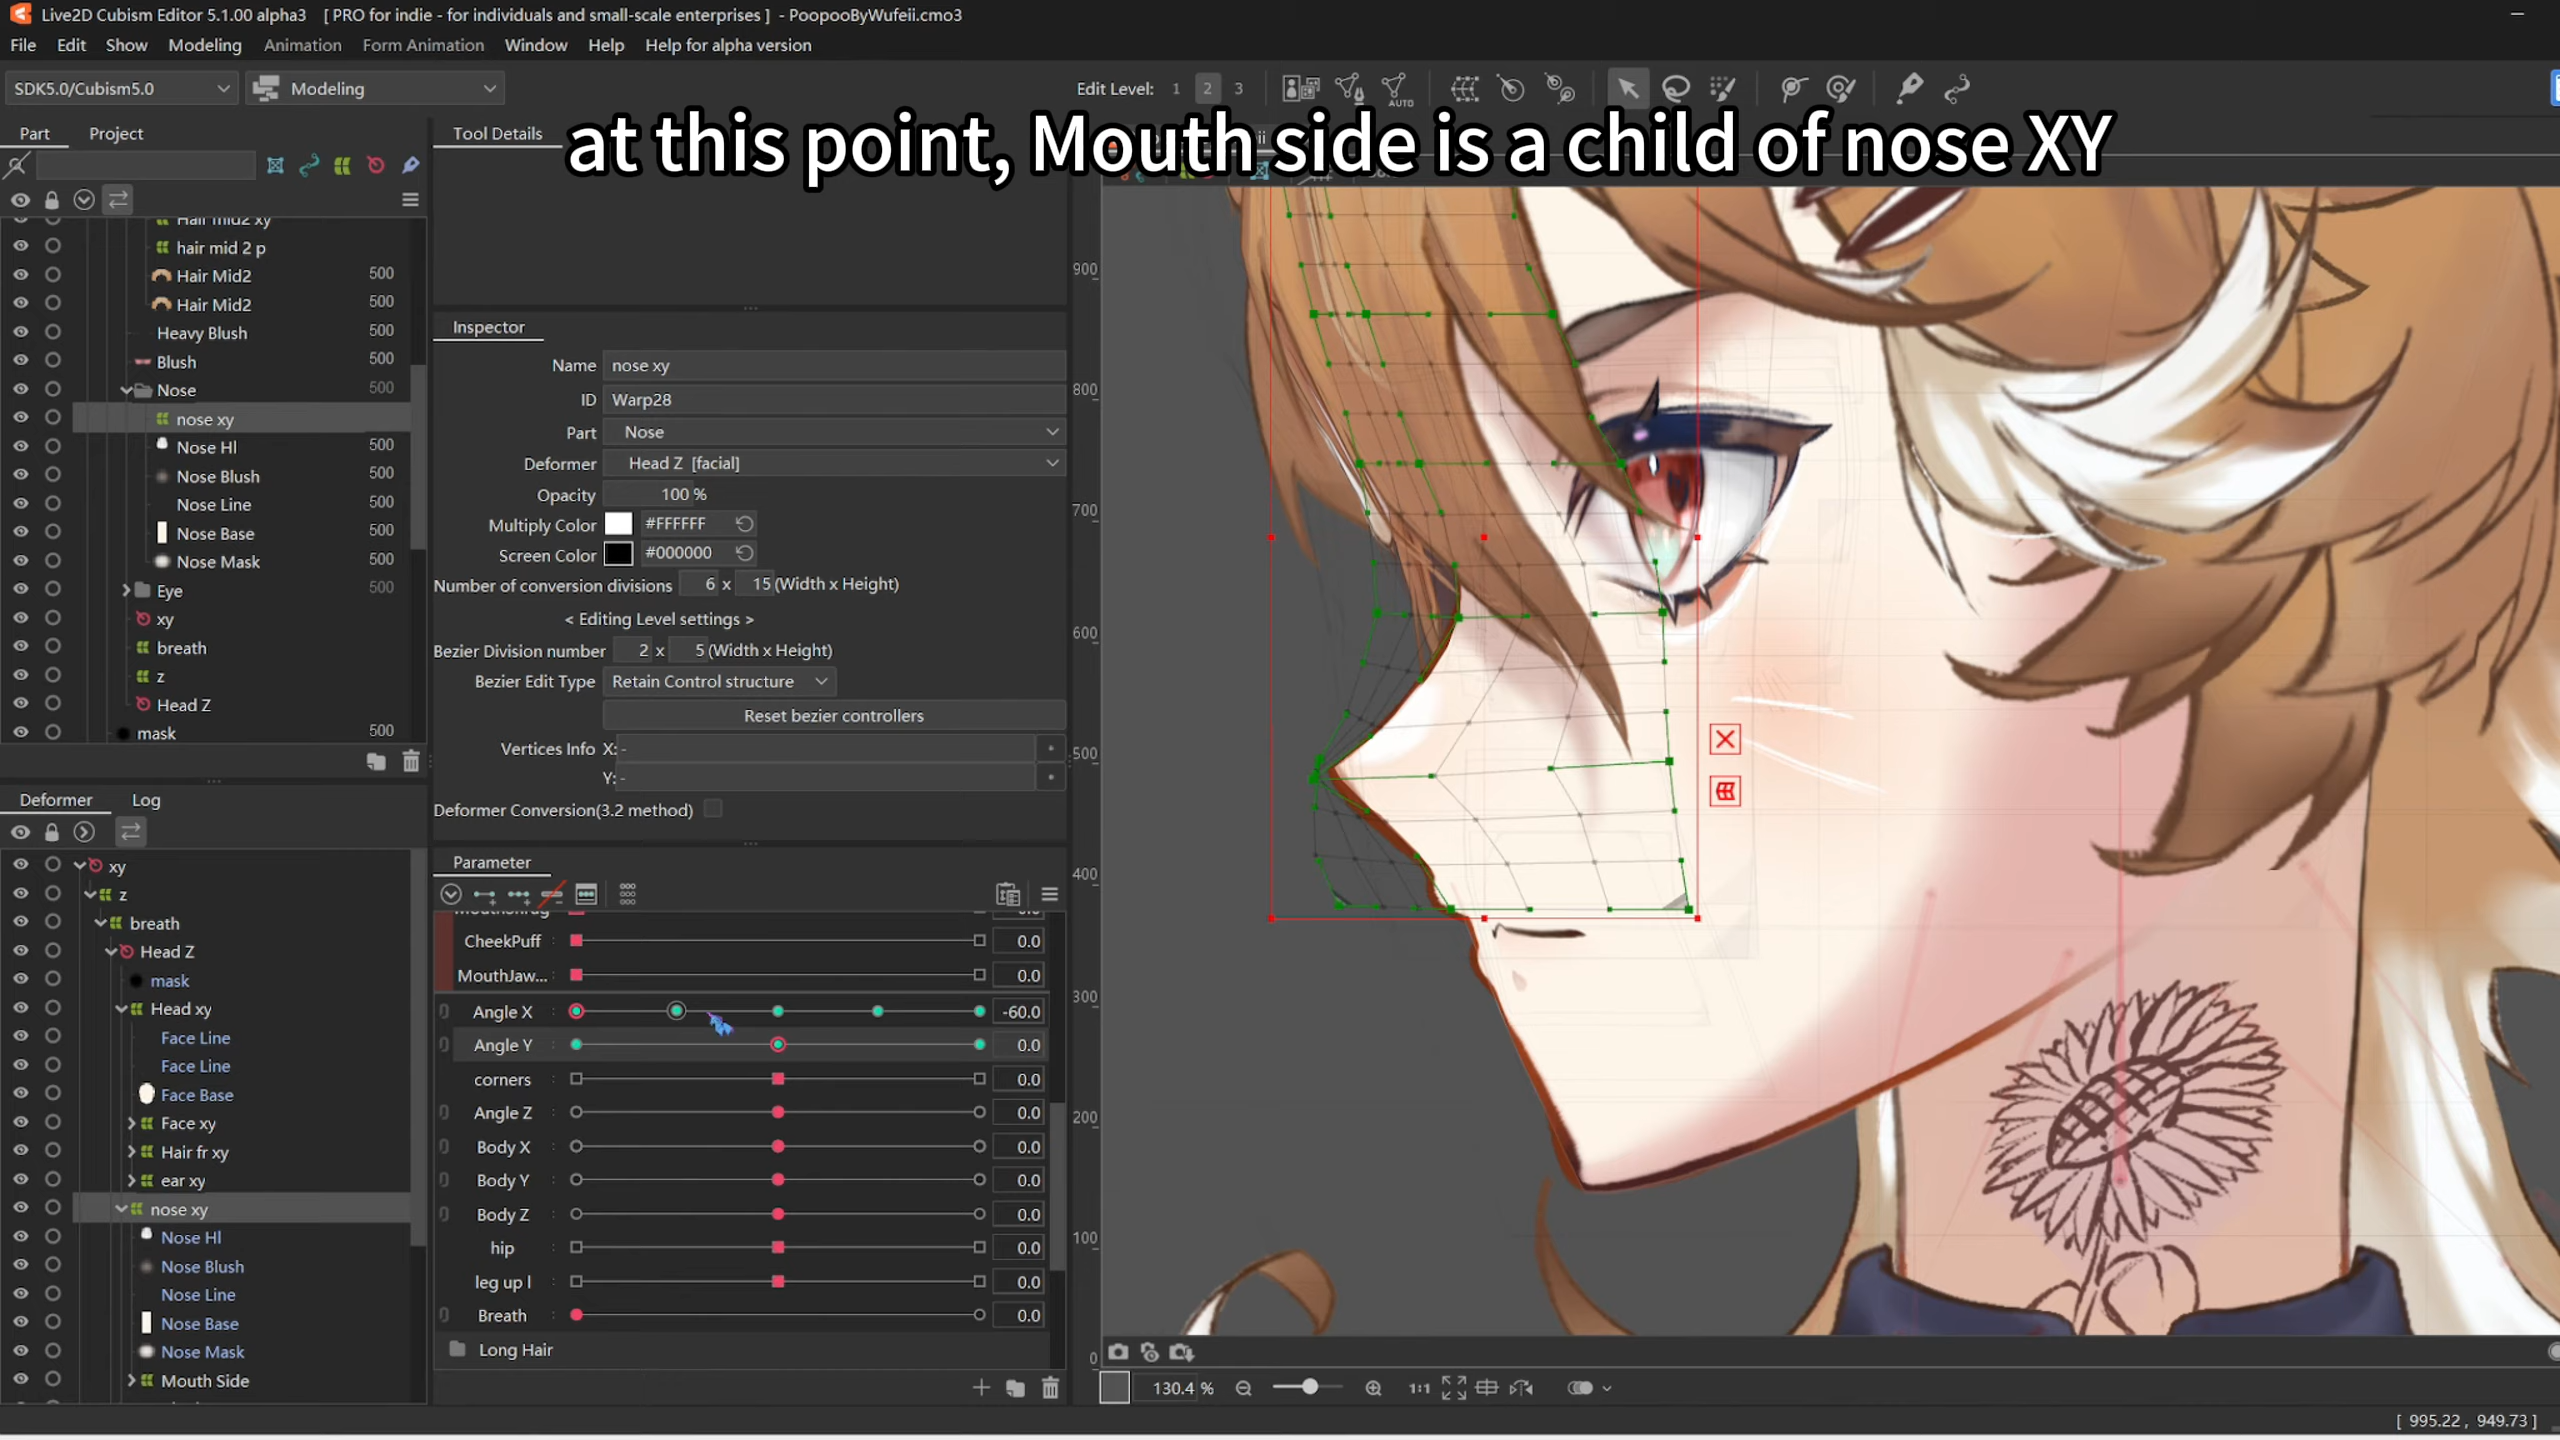 Live2D Cubism Editor 5.1.00 alpha3 [ PRO for indie - for individuals and small-scale enterprises ] - PoopooByWufeii.cmo3
File Edit Show Modeling Animation Form Animation Window Help Help for alpha version
SDK5.0/Cubism5.0 Modeling Edit Level: 1 2 3 AUTO
at this point, Mouth side is a child of nose XY
Part Project
Hair mid2 xy
hair mid 2 p
Hair Mid2 500
Hair Mid2 500
Heavy Blush 500
Blush 500
Nose 500
nose xy
Nose Hl 500
Nose Blush 500
Nose Line 500
Nose Base 500
Nose Mask 500
Eye 500
xy
breath
z
Head Z
mask 500
Deformer Log
xy
z
breath
Head Z
mask
Head xy
Face Line
Face Line
Face Base
Face xy
Hair fr xy
ear xy
nose xy
Nose Hl
Nose Blush
Nose Line
Nose Base
Nose Mask
Mouth Side
Tool Details
Inspector
Name nose xy
ID Warp28
Part Nose
Deformer Head Z [facial]
Opacity 100 %
Multiply Color #FFFFFF
Screen Color #000000
Number of conversion divisions 6 x 15 (Width x Height)
< Editing Level settings >
Bezier Division number 2 x 5 (Width x Height)
Bezier Edit Type Retain Control structure
Reset bezier controllers
Vertices Info X: -
Y: -
Deformer Conversion(3.2 method)
Parameter
CheekPuff 0.0
MouthJaw... 0.0
Angle X -60.0
Angle Y 0.0
corners 0.0
Angle Z 0.0
Body X 0.0
Body Y 0.0
Body Z 0.0
hip 0.0
leg up l 0.0
Breath 0.0
Long Hair
900
800
700
600
500
400
300
200
100
0
130.4 % 1:1
[ 995.22 , 949.73 ]